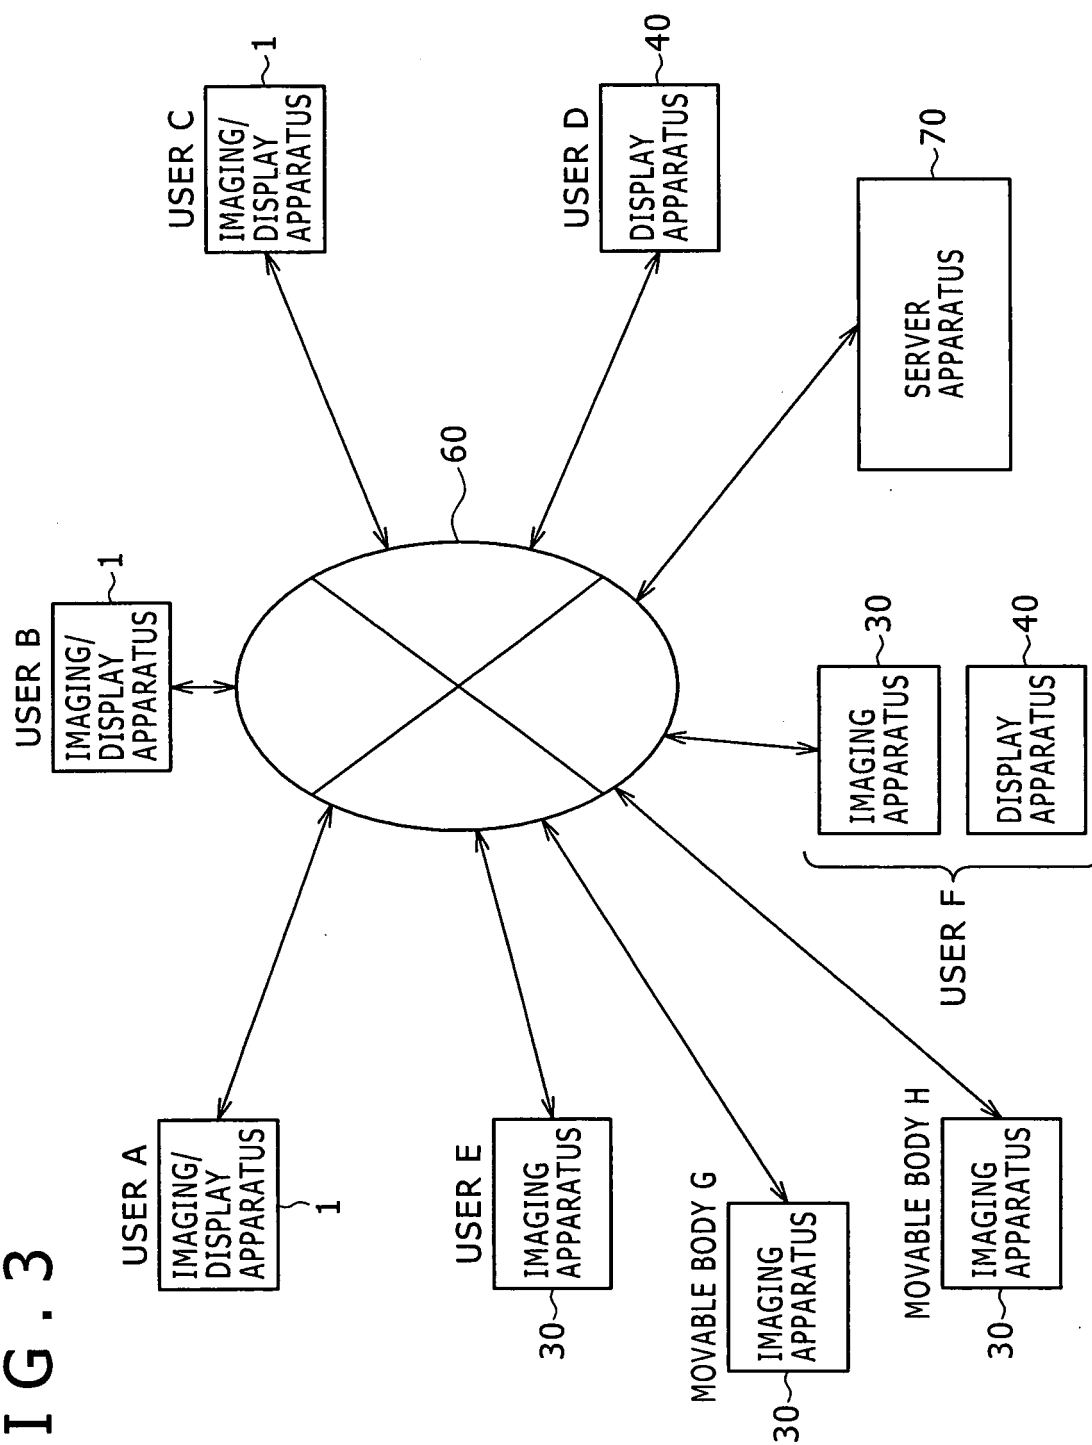 IG. 3
USER A
IMAGING/
DISPLAY
APPARATUS
1
USER B
IMAGING/
DISPLAY
APPARATUS
1
USER C
IMAGING/
DISPLAY
APPARATUS
1
USER D
DISPLAY
APPARATUS
40
60
USER E
IMAGING
APPARATUS
30
MOVABLE BODY G
IMAGING
APPARATUS
30
MOVABLE BODY H
IMAGING
APPARATUS
30
USER F
IMAGING
APPARATUS
30
DISPLAY
APPARATUS
40
SERVER
APPARATUS
70